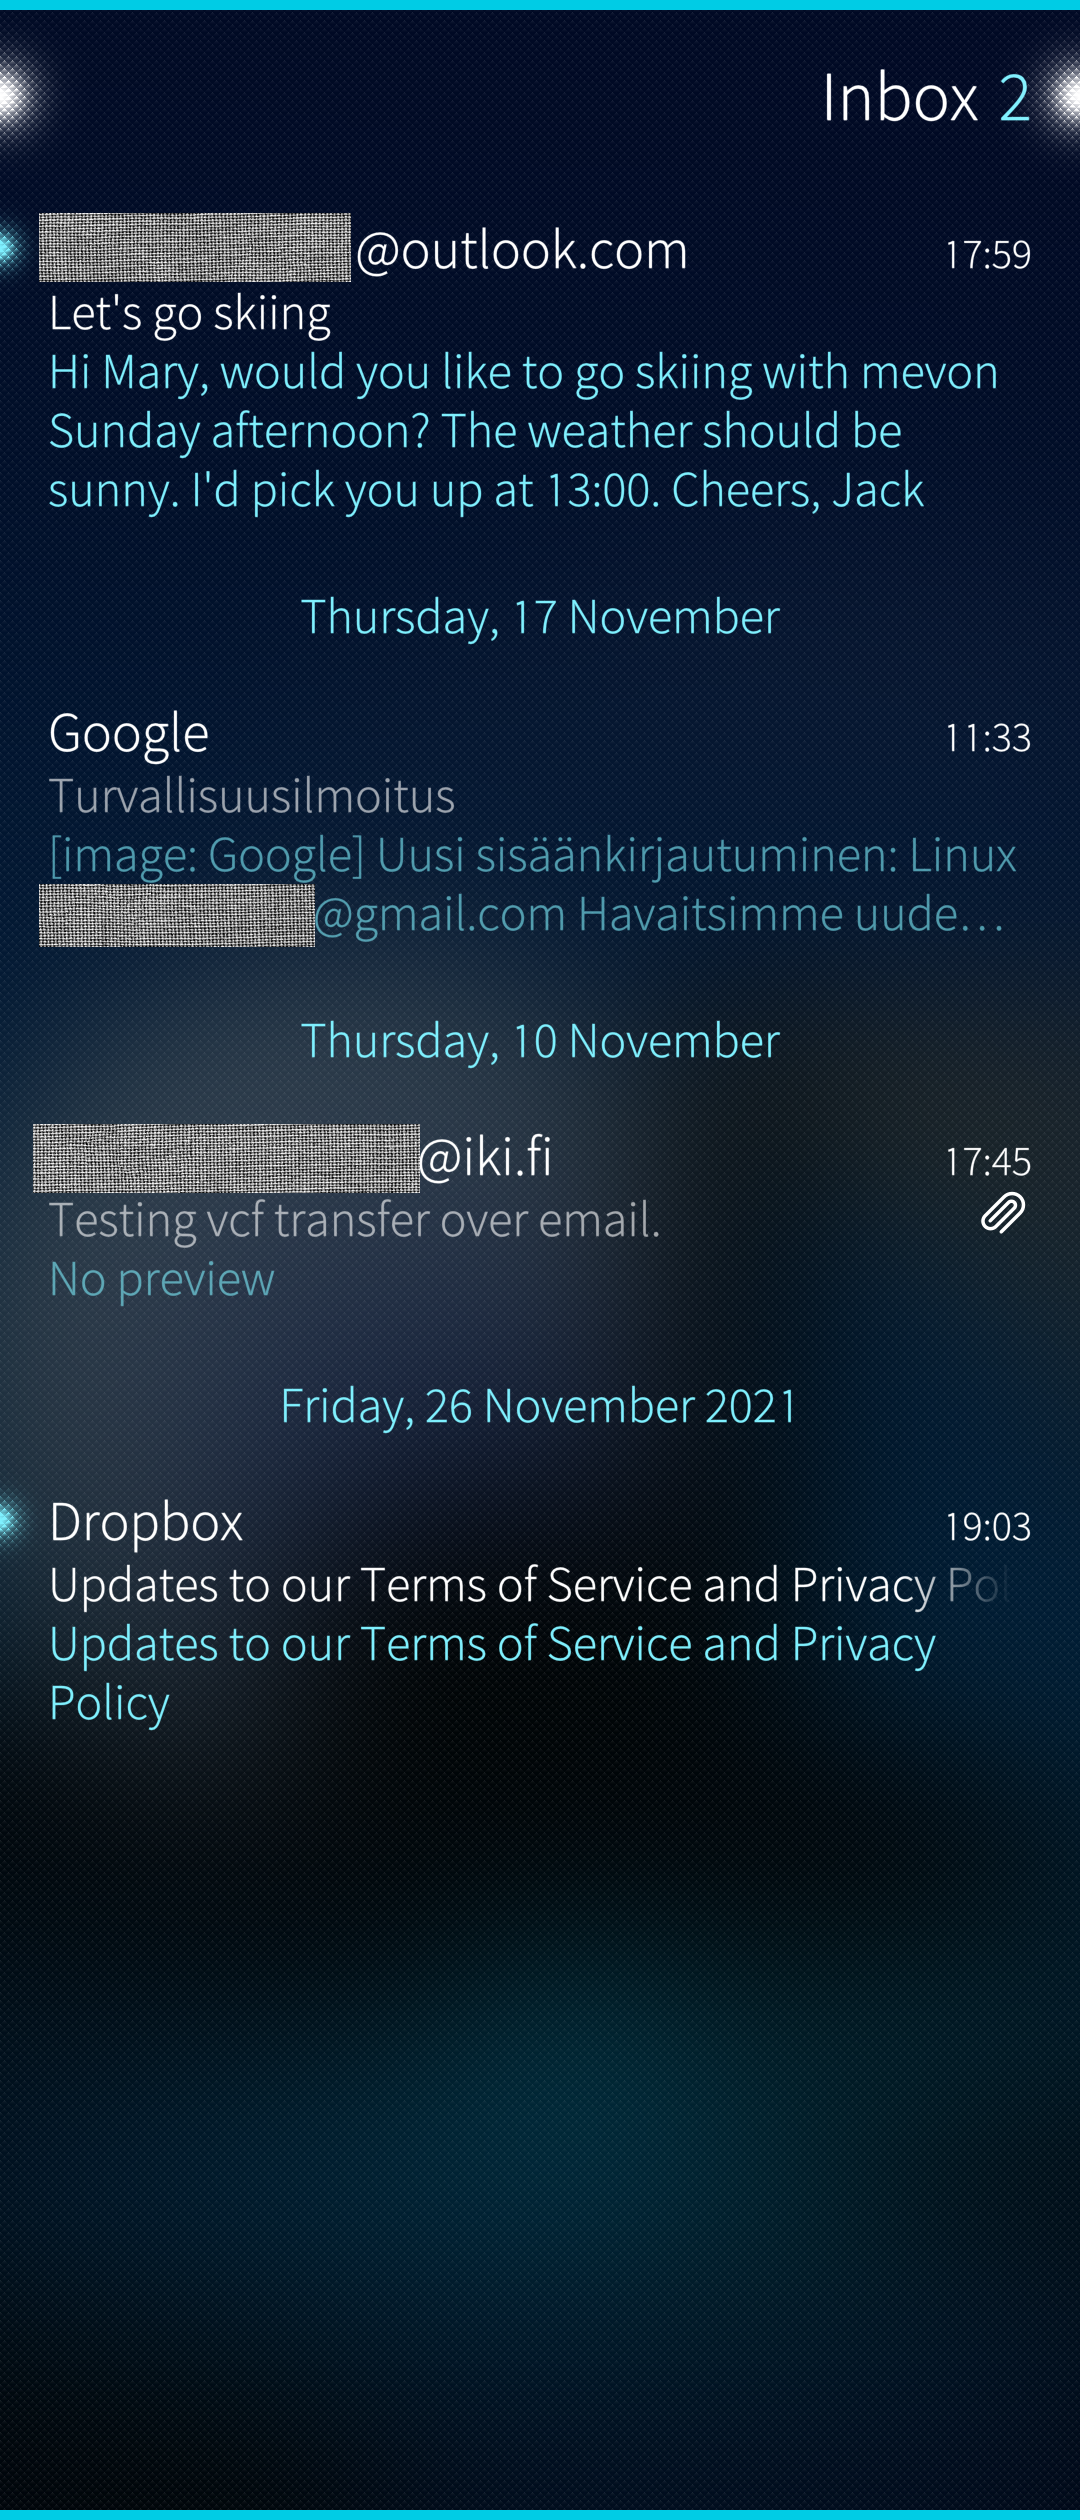 Inbox 2
@outlook.com 17:59
Let's go skiing
Hi Mary, would you like to go skiing with mevon
Sunday afternoon? The weather should be
sunny. I'd pick you up at 13:00. Cheers, Jack
Thursday, 17 November
Google 11:33
Turvallisuusilmoitus
[image: Google] Uusi sisäänkirjautuminen: Linux
@gmail.com Havaitsimme uude…
Thursday, 10 November
@iki.fi 17:45
Testing vcf transfer over email.
No preview
Friday, 26 November 2021
Dropbox 19:03
Updates to our Terms of Service and Privacy Pol
Updates to our Terms of Service and Privacy
Policy